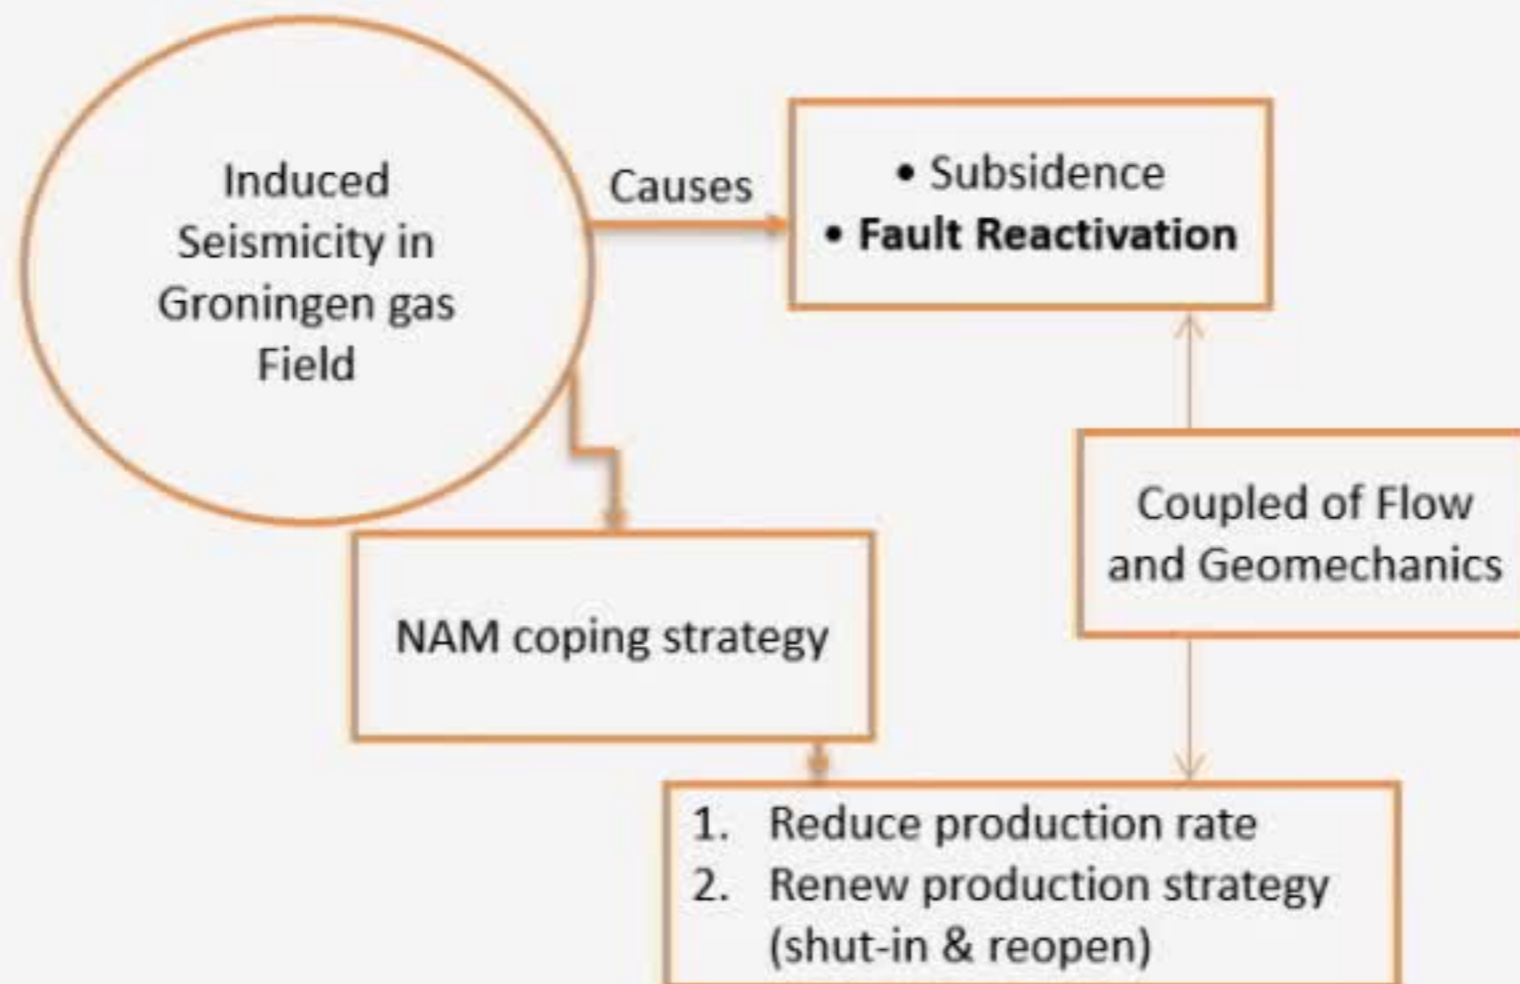 Induced
Seismicity in
Groningen gas
Field
Causes
• Subsidence
• Fault Reactivation
Coupled of Flow
and Geomechanics
NAM coping strategy
1. Reduce production rate
2. Renew production strategy
(shut-in & reopen)